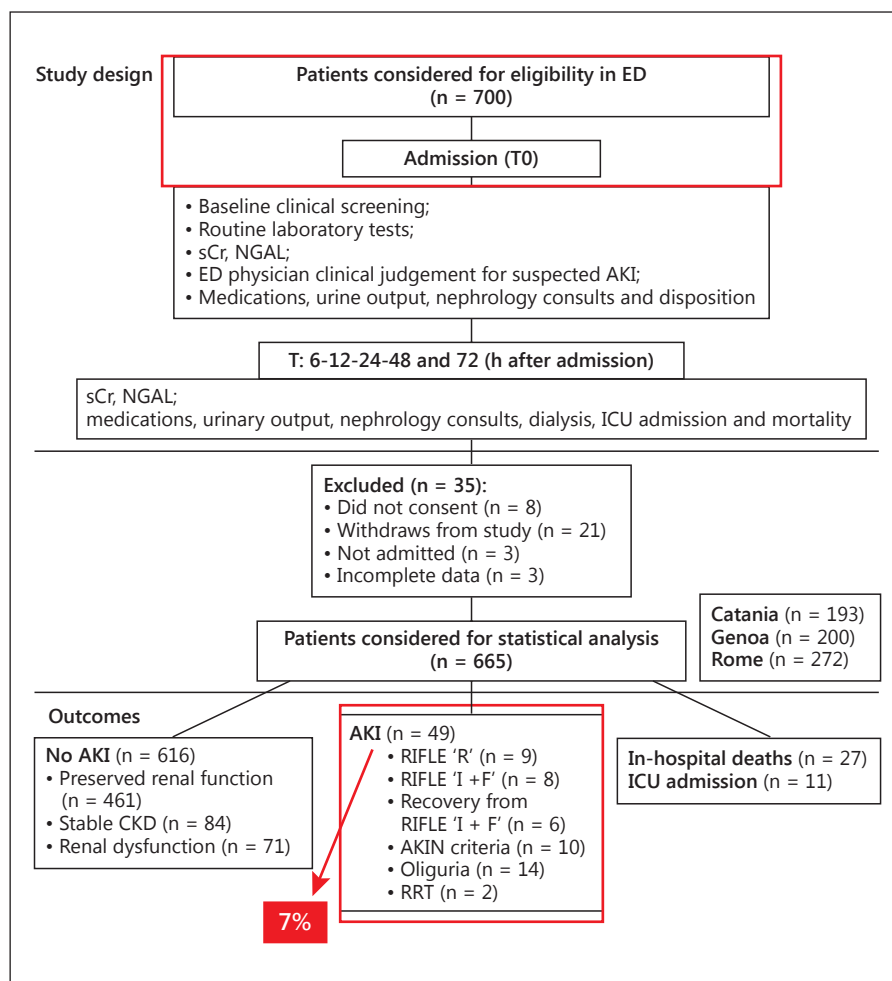 Study design
Patients considered for eligibility in ED
(n = 700)
Admission (T0)
• Baseline clinical screening;
• Routine laboratory tests;
• sCr, NGAL;
• ED physician clinical judgement for suspected AKI;
• Medications, urine output, nephrology consults and disposition
T: 6-12-24-48 and 72 (h after admission)
sCr, NGAL;
medications, urinary output, nephrology consults, dialysis, ICU admission and mortality
Excluded (n = 35):
• Did not consent (n = 8)
• Withdraws from study (n = 21)
• Not admitted (n = 3)
• Incomplete data (n = 3)
Patients considered for statistical analysis
(n = 665)
Catania (n = 193)
Genoa (n = 200)
Rome (n = 272)
Outcomes
No AKI (n = 616)
• Preserved renal function
(n = 461)
• Stable CKD (n = 84)
• Renal dysfunction (n = 71)
AKI (n = 49)
• RIFLE ‘R’ (n = 9)
• RIFLE ‘I +F’ (n = 8)
• Recovery from
RIFLE ‘I + F’ (n = 6)
• AKIN criteria (n = 10)
• Oliguria (n = 14)
• RRT (n = 2)
In-hospital deaths (n = 27)
ICU admission (n = 11)
7%